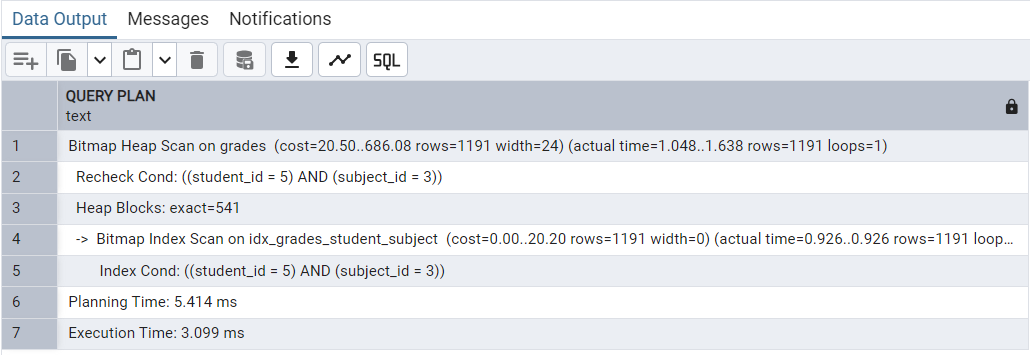 Data Output Messages Notifications
SQL
QUERY PLAN
text
1 Bitmap Heap Scan on grades (cost=20.50..686.08 rows=1191 width=24) (actual time=1.048..1.638 rows=1191 loops=1)
2 Recheck Cond: ((student_id = 5) AND (subject_id = 3))
3 Heap Blocks: exact=541
4 -> Bitmap Index Scan on idx_grades_student_subject (cost=0.00..20.20 rows=1191 width=0) (actual time=0.926..0.926 rows=1191 loop...
5 Index Cond: ((student_id = 5) AND (subject_id = 3))
6 Planning Time: 5.414 ms
7 Execution Time: 3.099 ms